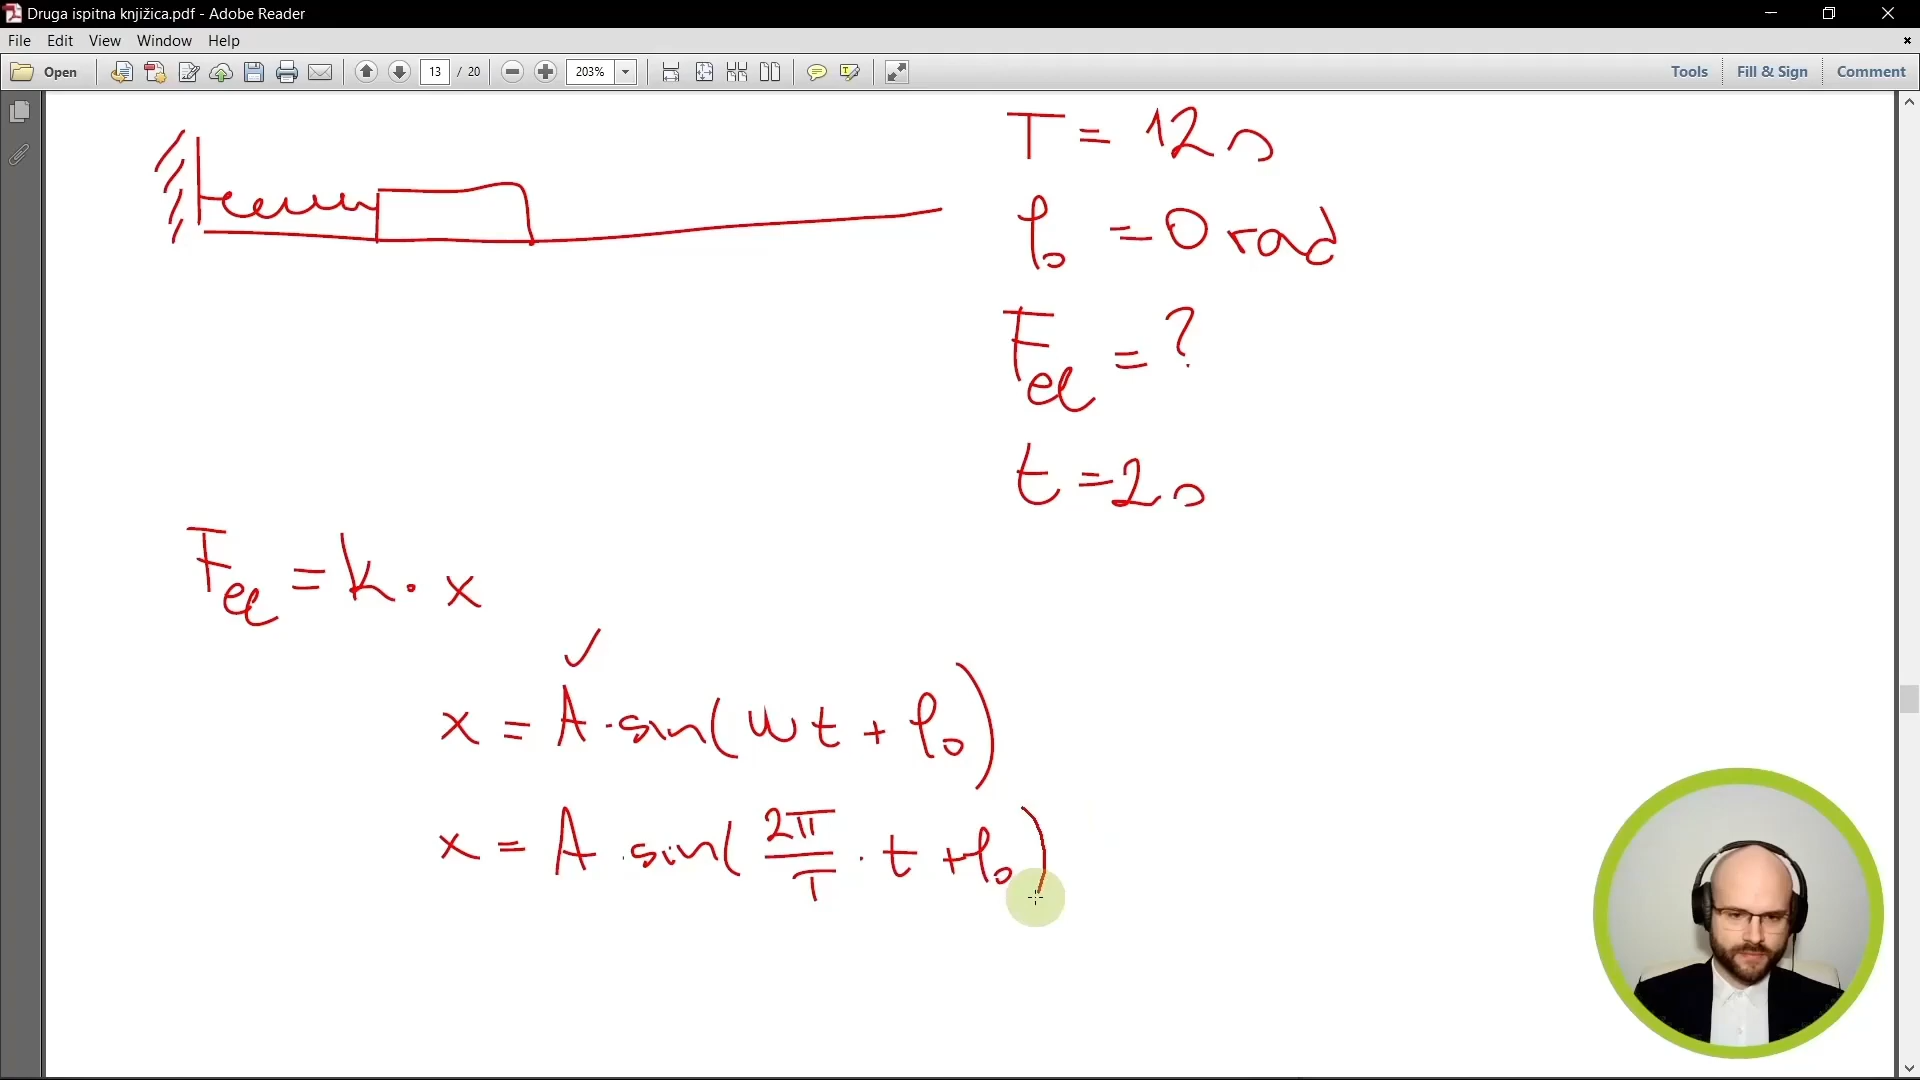 Druga ispitna knjižica.pdf - Adobe Reader
File Edit View Window Help
Open 13 / 20 203% Tools Fill & Sign Comment
T = 12 s
φ₀ = 0 rad
Fel = ?
t = 2 s
Fel = k · x
✓
x = A · sin(ωt + φ₀)
x = A · sin(2π/T · t + φ₀)